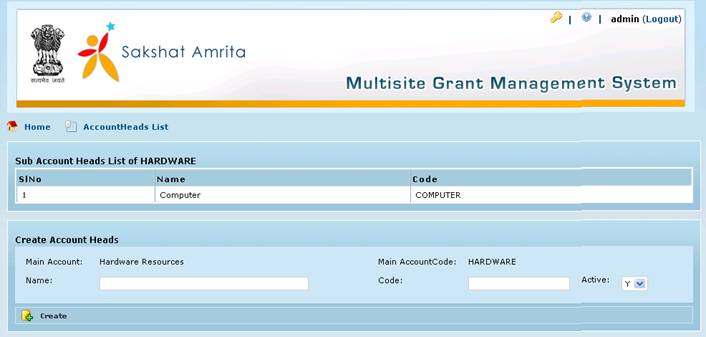 | | admin (Logout)
सत्यमेव जयते
Sakshat Amrita
Multisite Grant Management System
Home AccountHeads List
Sub Account Heads List of HARDWARE
SlNo Name Code
1 Computer COMPUTER
Create Account Heads
Main Account: Hardware Resources Main AccountCode: HARDWARE
Name: Code: Active: Y
Create